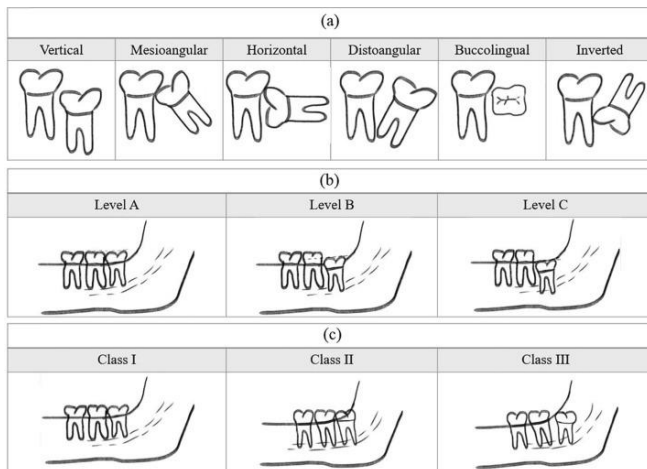 (a)
Vertical Mesioangular Horizontal Distoangular Buccolingual Inverted
(b)
Level A Level B Level C
(c)
Class I Class II Class III